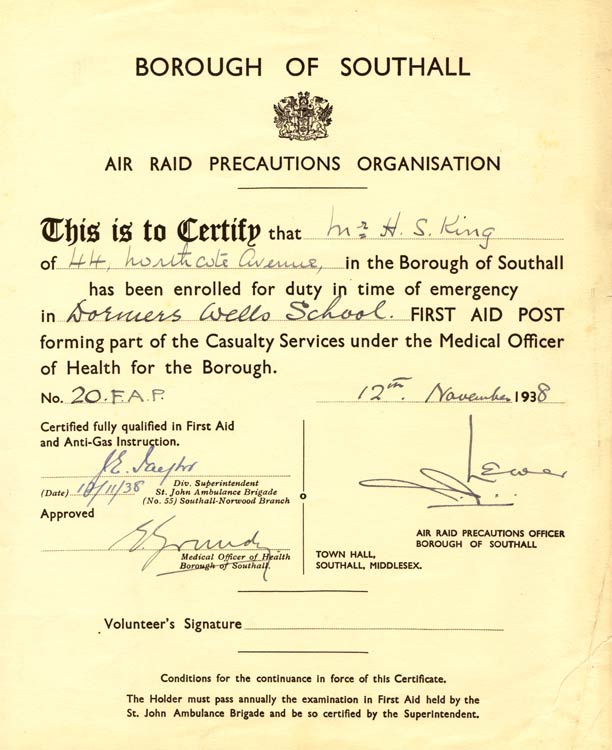 BOROUGH OF SOUTHALL
AIR RAID PRECAUTIONS ORGANISATION
This is to Certify that Mr. H. S. King
of 44, Northcote Avenue, in the Borough of Southall
has been enrolled for duty in time of emergency
in Dormers Wells School. FIRST AID POST
forming part of the Casualty Services under the Medical Officer
of Health for the Borough.
No. 20.F.A.P. 12th. November 1938
Certified fully qualified in First Aid
and Anti-Gas Instruction.
J.E. Taylor
(Date) /11/38 Div. Superintendent
St. John Ambulance Brigade
(No. 55) Southall-Norwood Branch
Approved
E. Grundy
Medical Officer of Health
Borough of Southall.
AIR RAID PRECAUTIONS OFFICER
BOROUGH OF SOUTHALL
TOWN HALL,
SOUTHALL, MIDDLESEX.
Volunteer's Signature
Conditions for the continuance in force of this Certificate.
The Holder must pass annually the examination in First Aid held by the
St. John Ambulance Brigade and be so certified by the Superintendent.